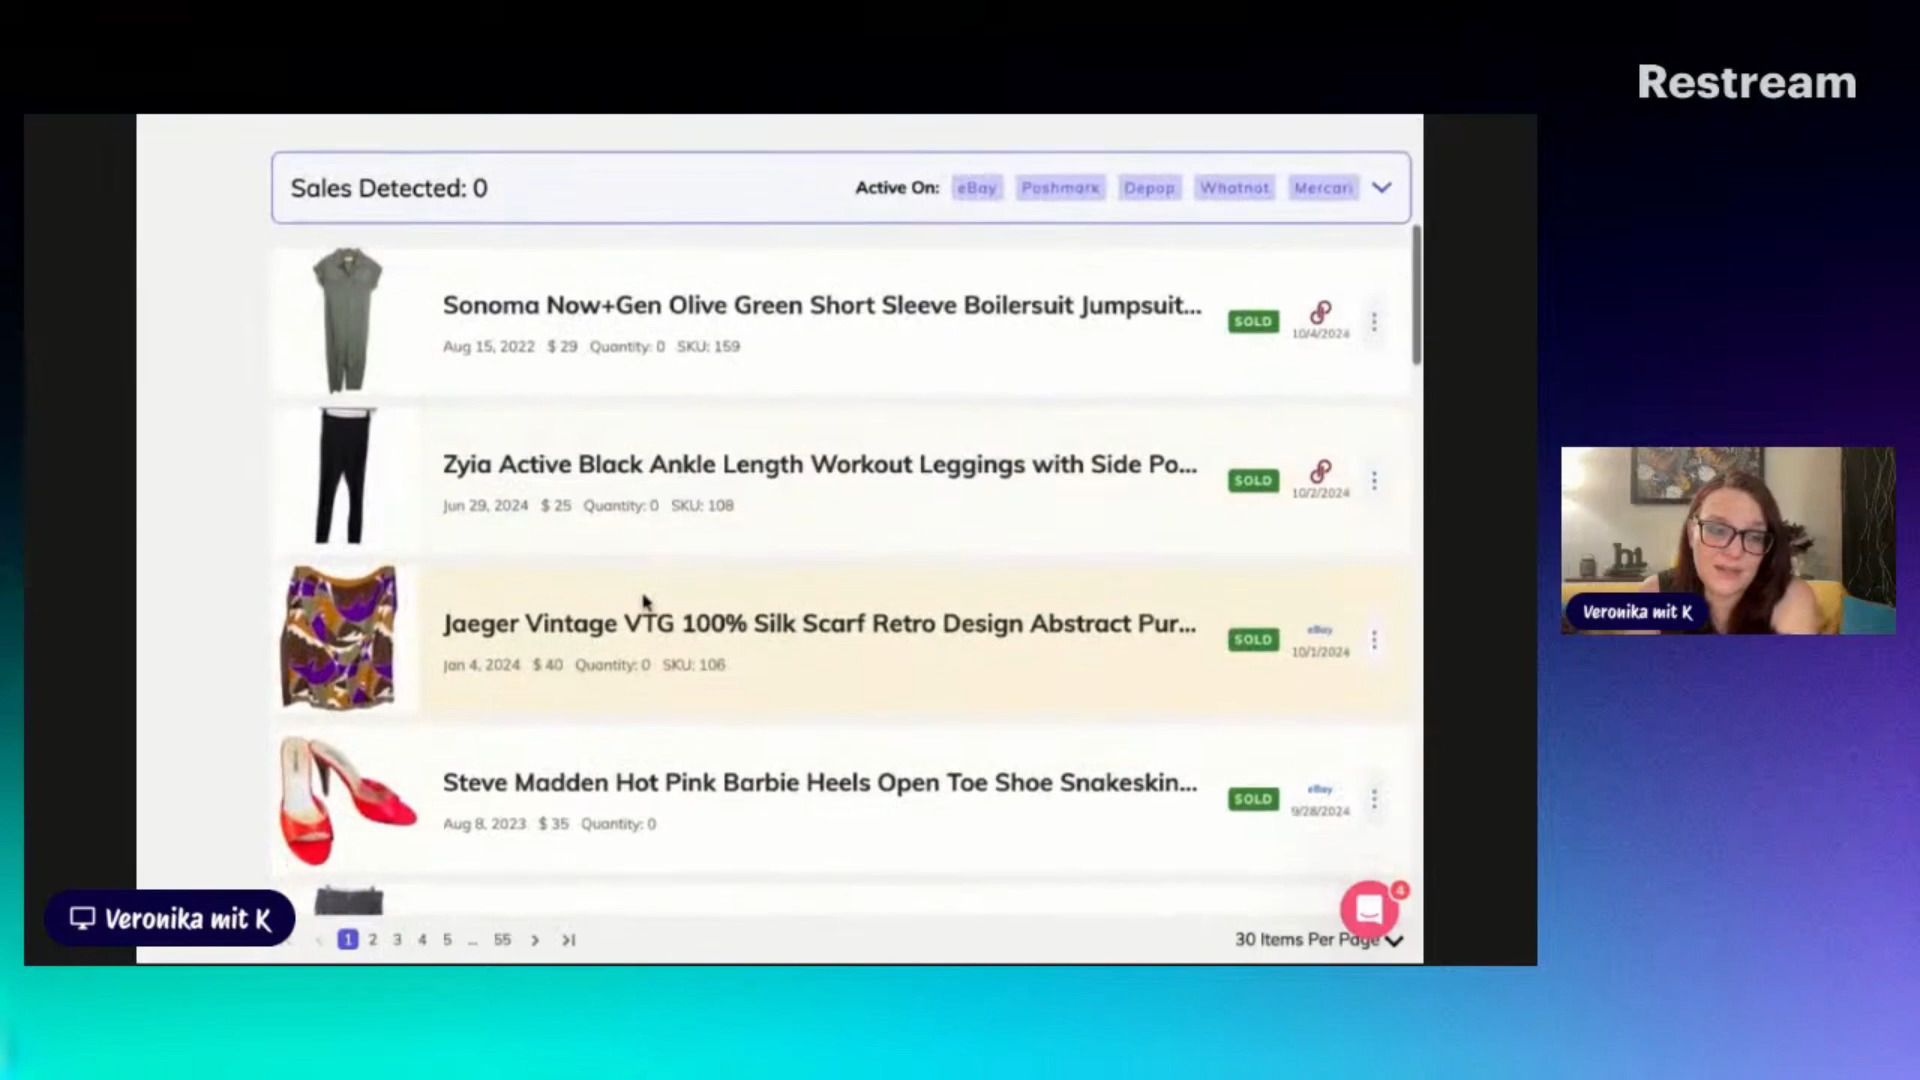 Restream
Sales Detected: 0
Active On: eBay Poshmark Depop Whatnot Mercari
Sonoma Now+Gen Olive Green Short Sleeve Boilersuit Jumpsuit...
Aug 15, 2022 $ 29 Quantity: 0 SKU: 159
SOLD
10/4/2024
Zyia Active Black Ankle Length Workout Leggings with Side Po...
Jun 29, 2024 $ 25 Quantity: 0 SKU: 108
SOLD
10/2/2024
Jaeger Vintage VTG 100% Silk Scarf Retro Design Abstract Pur...
Jan 4, 2024 $ 40 Quantity: 0 SKU: 106
SOLD
eBay
10/1/2024
hi
Veronika mit K
Steve Madden Hot Pink Barbie Heels Open Toe Shoe Snakeskin...
Aug 8, 2023 $ 35 Quantity: 0
SOLD
eBay
9/28/2024
4
Veronika mit K
1 2 3 4 5 ... 55
30 Items Per Page